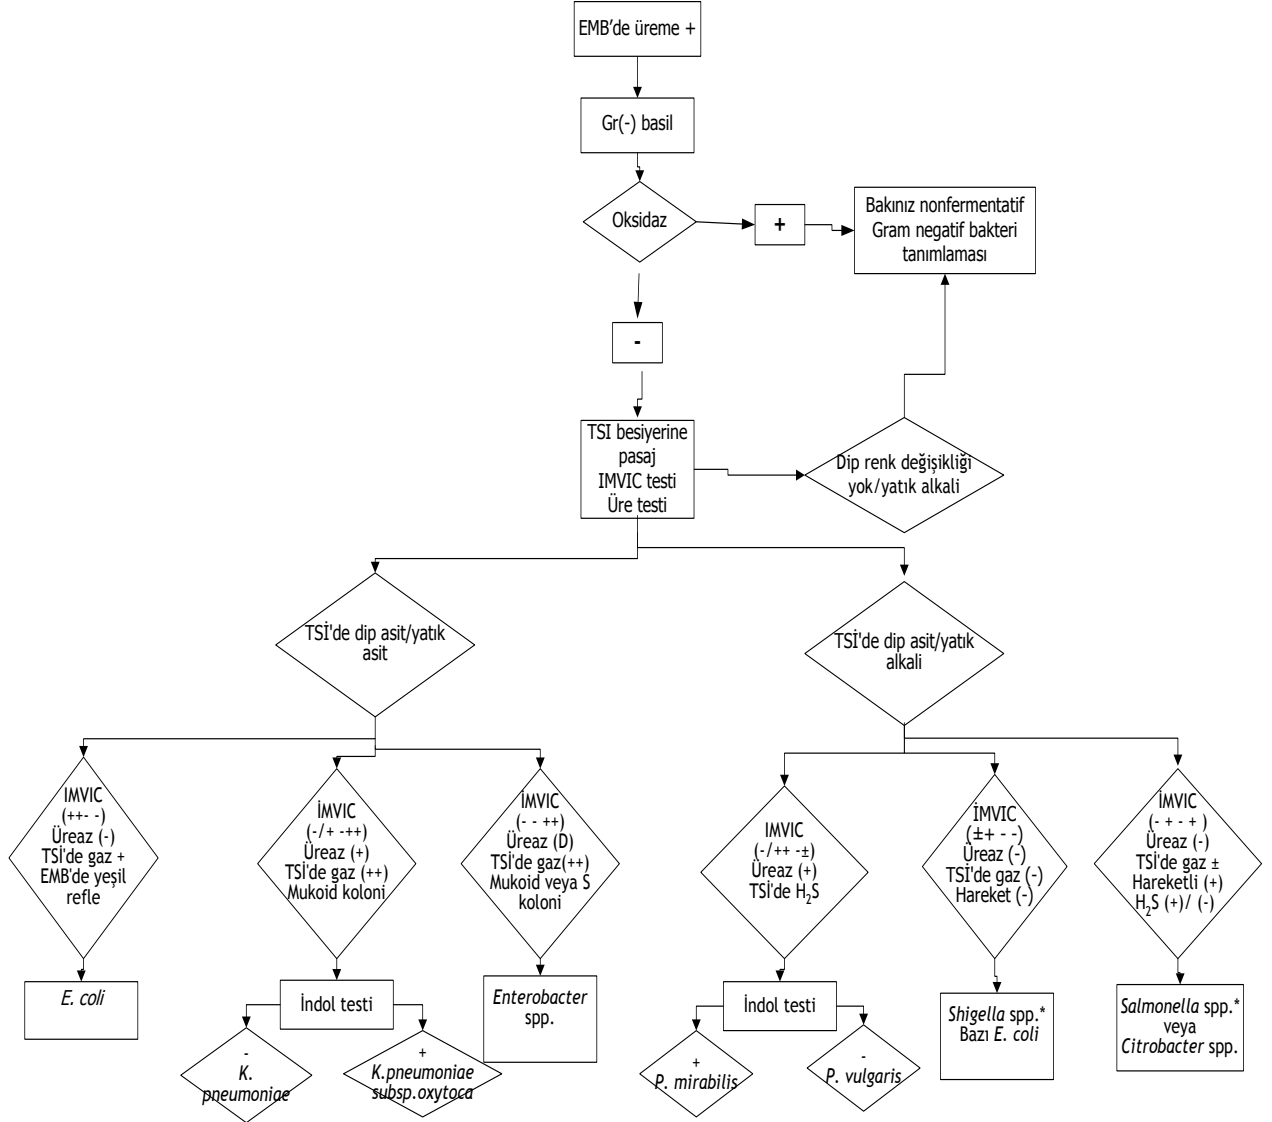 EMB'de üreme +
Gr(-) basil
Oksidaz
+
Bakınız nonfermentatif
Gram negatif bakteri
tanımlaması
-
TSI besiyerine
pasaj
IMVIC testi
Üre testi
Dip renk değişikliği
yok/yatık alkali
TSİ'de dip asit/yatık
asit
TSİ'de dip asit/yatık
alkali
IMVIC
(++- -)
Üreaz (-)
TSİ'de gaz +
EMB'de yeşil
refle
İMVIC
(-/+ -++)
Üreaz (+)
TSİ'de gaz (++)
Mukoid koloni
İMVIC
(- - ++)
Üreaz (D)
TSİ'de gaz(++)
Mukoid veya S
koloni
IMVIC
(-/++ -±)
Üreaz (+)
TSİ'de H₂S
İMVIC
(±+ - -)
Üreaz (-)
TSİ'de gaz (-)
Hareket (-)
İMVIC
(- + - + )
Üreaz (-)
TSİ'de gaz ±
Hareketli (+)
H₂S (+)/ (-)
E. coli
İndol testi
Enterobacter
spp.
İndol testi
Shigella spp.*
Bazı E. coli
Salmonella spp.*
veya
Citrobacter spp.
-
K.
pneumoniae
+
K.pneumoniae
subsp.oxytoca
+
P. mirabilis
-
P. vulgaris